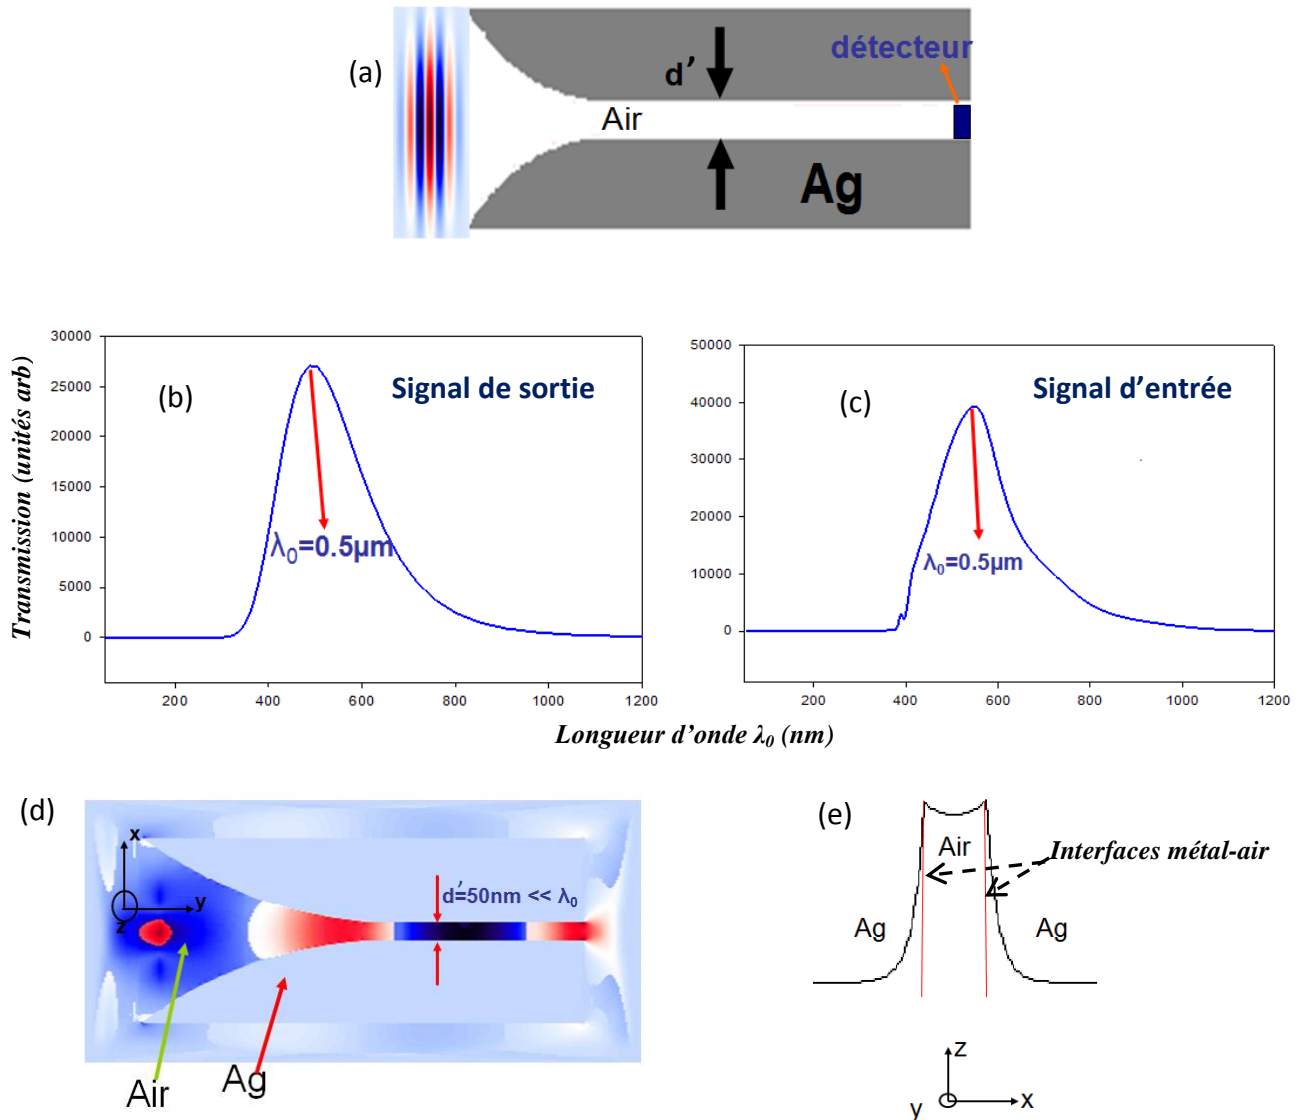 (a)
d′
détecteur
Air
Ag
Transmission (unités arb)
30000
25000
20000
15000
10000
5000
0
(b)
Signal de sortie
λ0=0.5µm
200
400
600
800
1000
1200
50000
40000
30000
20000
10000
0
(c)
Signal d’entrée
λ0=0.5µm
200
400
600
800
1000
1200
Longueur d’onde λ0 (nm)
(d)
x
y
z
d′=50nm << λ0
Air
Ag
(e)
Air
Interfaces métal-air
Ag
Ag
z
y
x